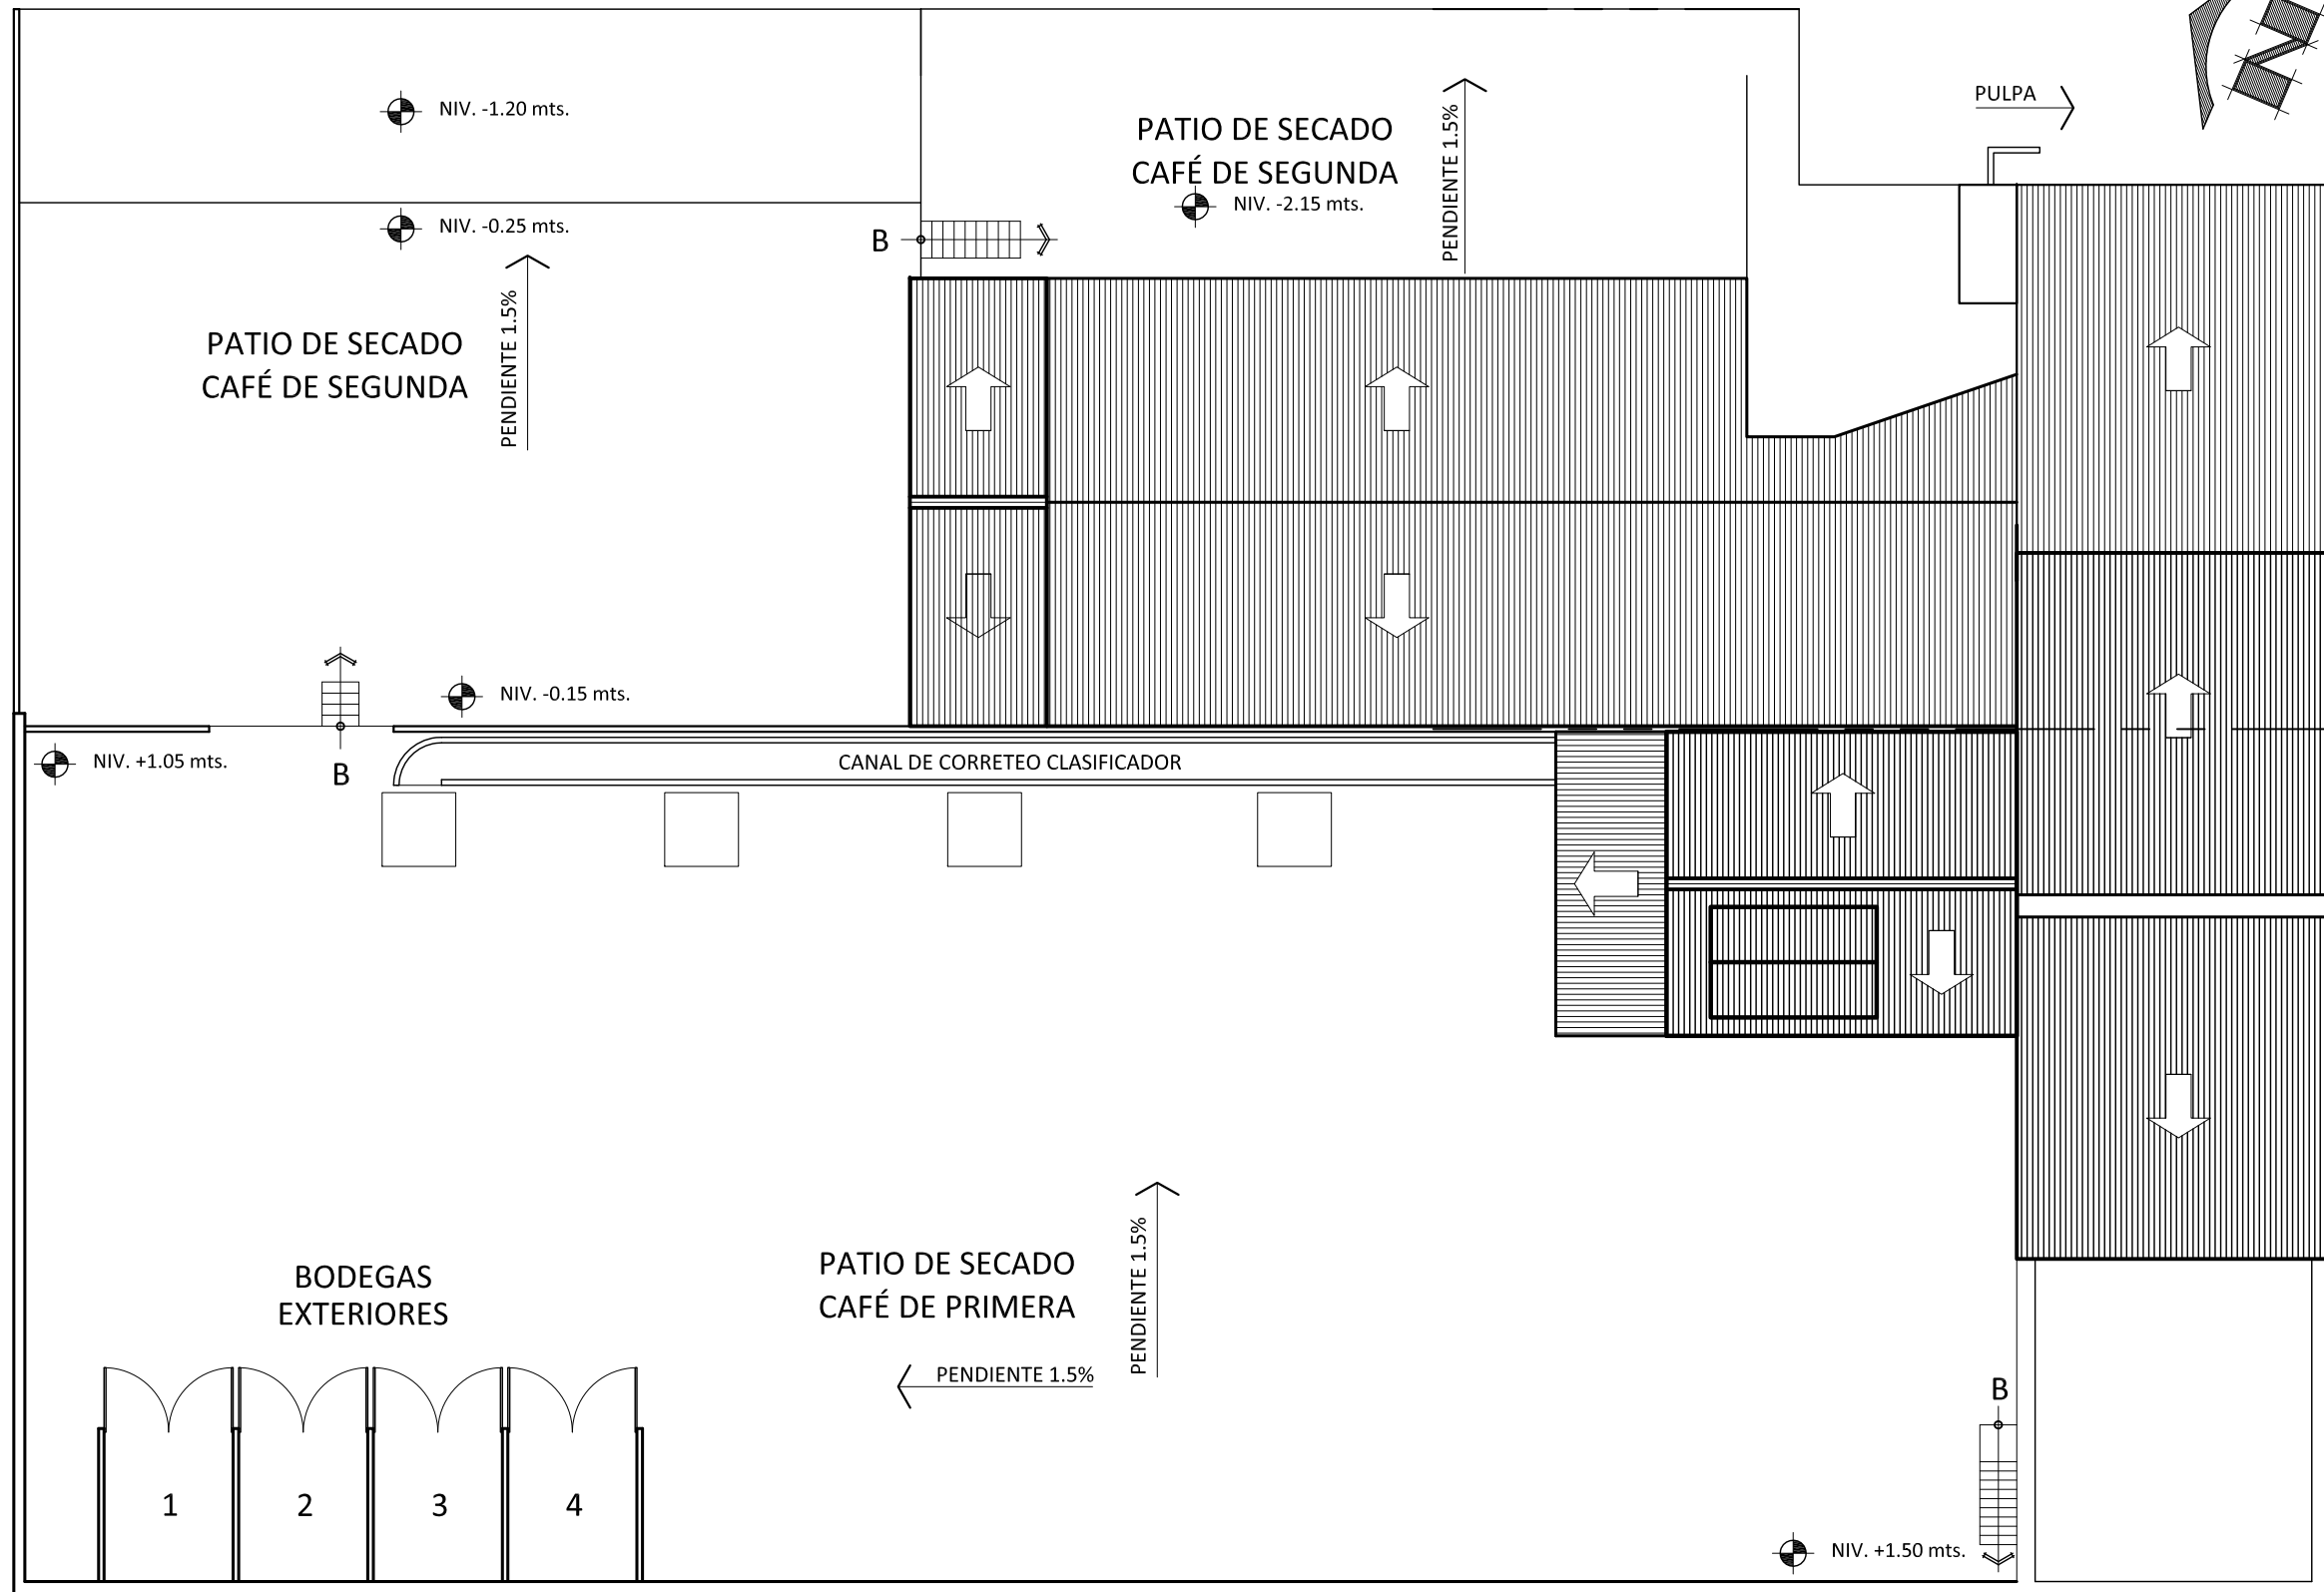 N
PULPA
NIV. -1.20 mts.
PATIO DE SECADO
CAFÉ DE SEGUNDA
NIV. -2.15 mts.
PENDIENTE 1.5%
NIV. -0.25 mts.
B
PATIO DE SECADO
CAFÉ DE SEGUNDA
PENDIENTE 1.5%
NIV. -0.15 mts.
NIV. +1.05 mts.
B
CANAL DE CORRETEO CLASIFICADOR
BODEGAS
EXTERIORES
PATIO DE SECADO
CAFÉ DE PRIMERA
PENDIENTE 1.5%
PENDIENTE 1.5%
B
1
2
3
4
NIV. +1.50 mts.